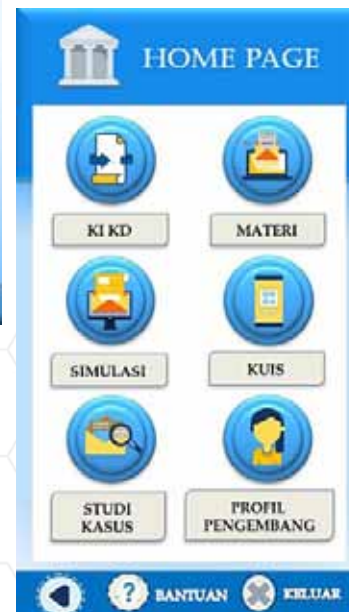 HOME PAGE
KI KD
MATERI
SIMULASI
KUIS
STUDI
KASUS
PROFIL
PENGEMBANG
? BANTUAN
KELUAR